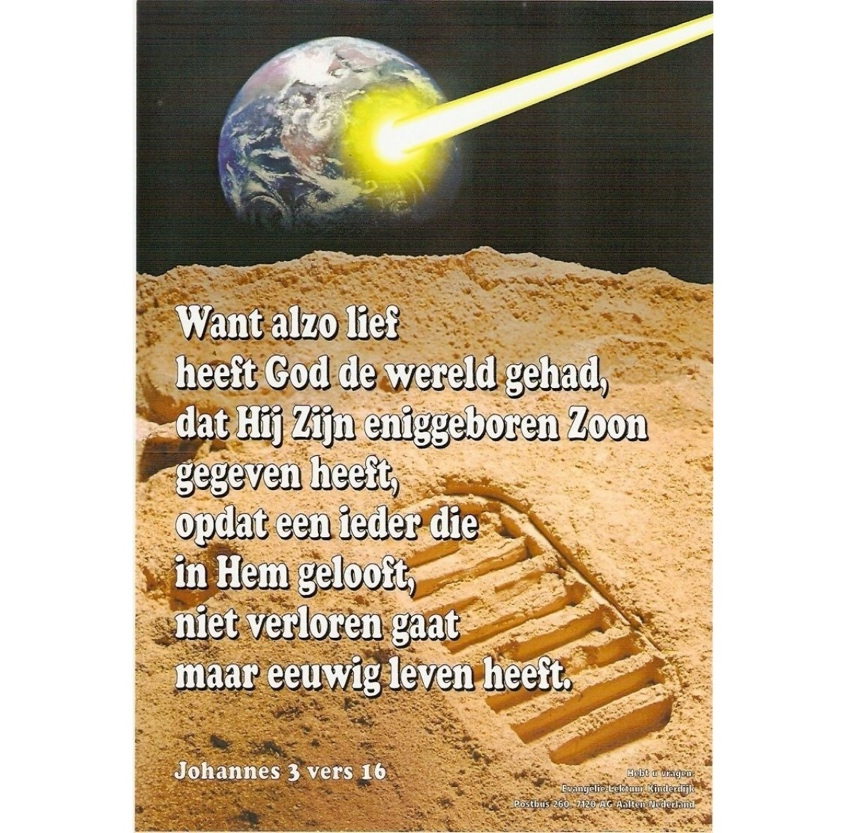 Want alzo lief
heeft God de wereld gehad,
dat Hij Zijn eniggeboren Zoon
gegeven heeft,
opdat een ieder die
in Hem gelooft,
niet verloren gaat
maar eeuwig leven heeft.
Johannes 3 vers 16
Hebt u vragen:
Evangelie Lektuur Kinderdijk
Postbus 260 7120 AG Aalten-Nederland